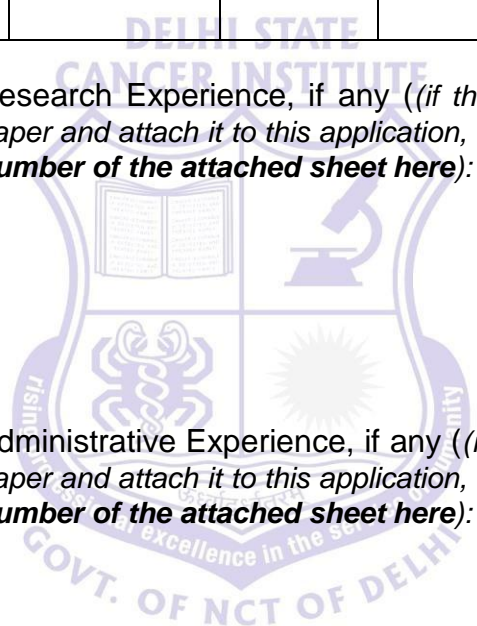 DELHI STATE
CANCER INSTITUTE
esearch Experience, if any ((if th
aper and attach it to this application,
umber of the attached sheet here):
rising
dministrative Experience, if any ((
aper and attach it to this application,
umber of the attached sheet here):
excellence in the
GOVT. OF NCT OF DELHI